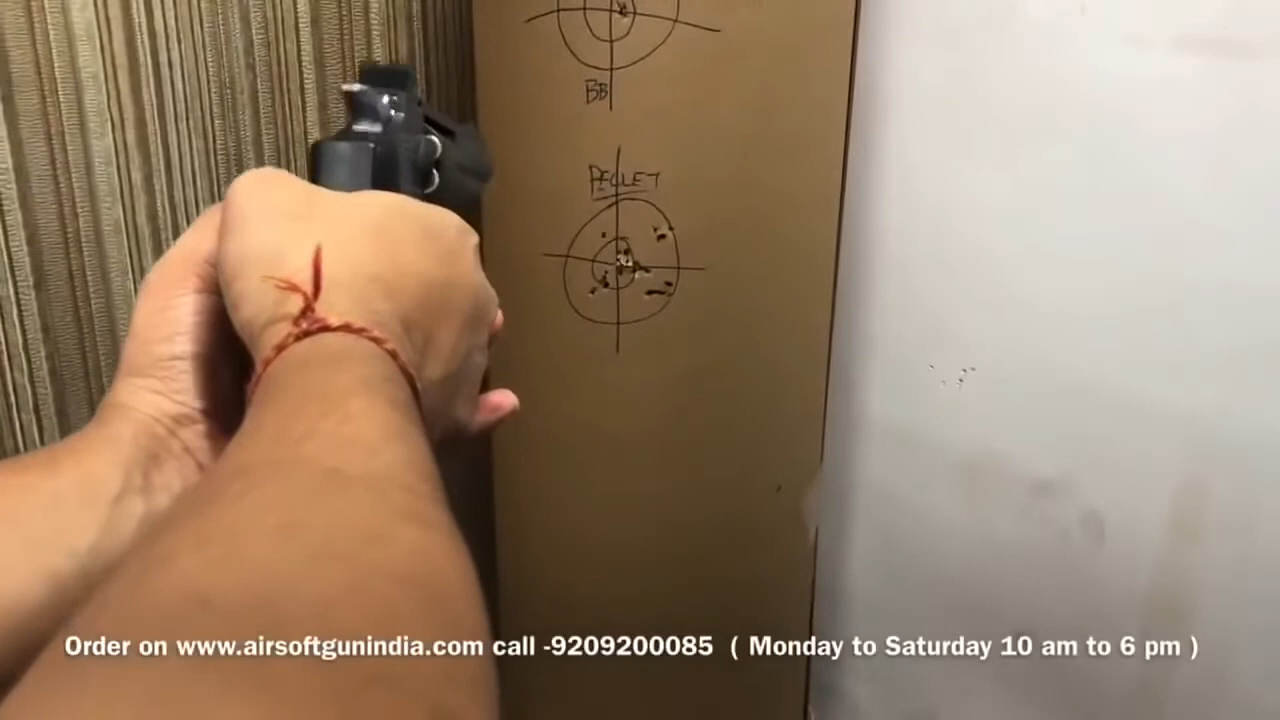 BB
PELLET
Order on www.airsoftgunindia.com call -9209200085 ( Monday to Saturday 10 am to 6 pm )